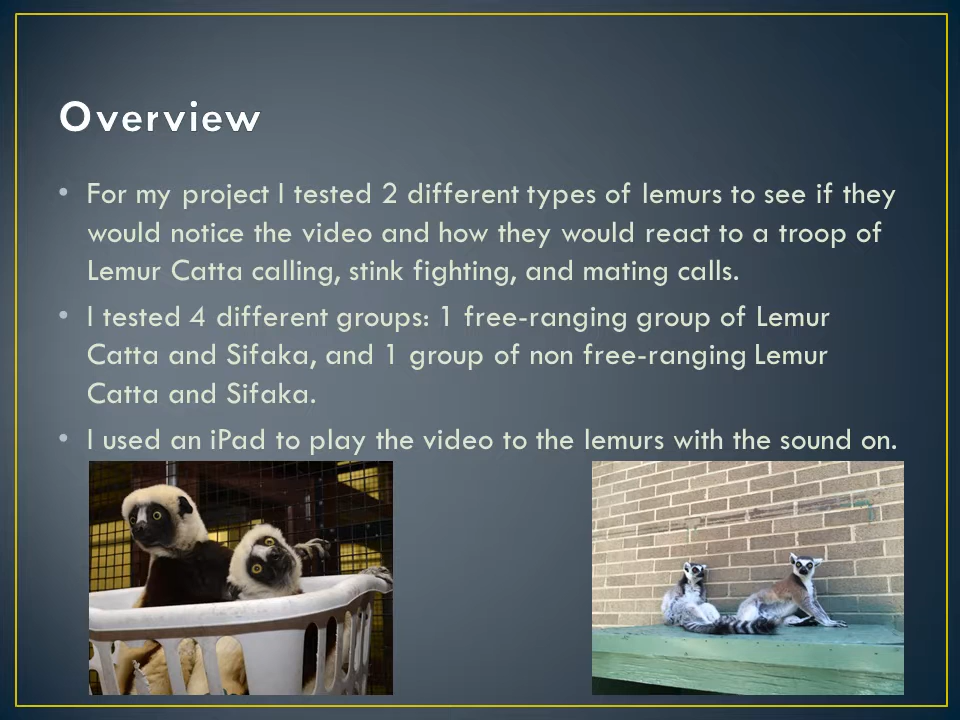 Overview
• For my project I tested 2 different types of lemurs to see if they
would notice the video and how they would react to a troop of
Lemur Catta calling, stink fighting, and mating calls.
• I tested 4 different groups: 1 free-ranging group of Lemur
Catta and Sifaka, and 1 group of non free-ranging Lemur
Catta and Sifaka.
• I used an iPad to play the video to the lemurs with the sound on.